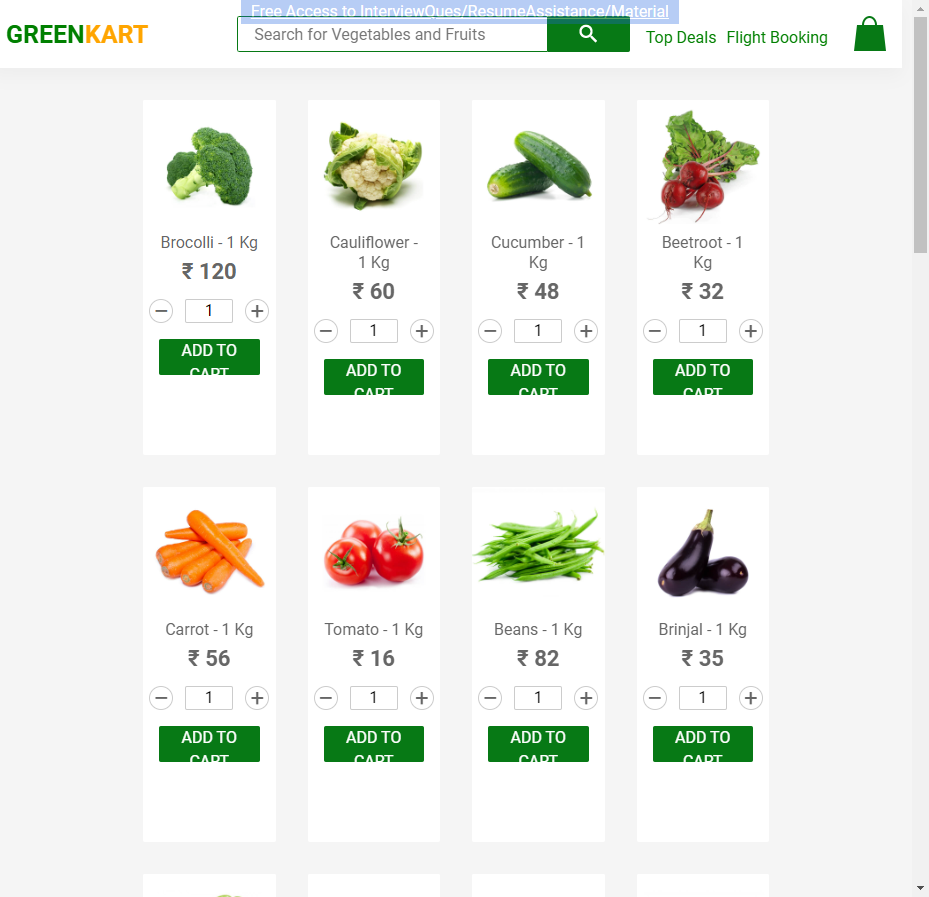 Free Access to InterviewQues/ResumeAssistance/Material
GREENKART
Search for Vegetables and Fruits
Top Deals Flight Booking
Brocolli - 1 Kg
₹ 120
1
ADD TO
CART
Cauliflower -
1 Kg
₹ 60
1
ADD TO
CART
Cucumber - 1
Kg
₹ 48
1
ADD TO
CART
Beetroot - 1
Kg
₹ 32
1
ADD TO
CART
Carrot - 1 Kg
₹ 56
1
ADD TO
CART
Tomato - 1 Kg
₹ 16
1
ADD TO
CART
Beans - 1 Kg
₹ 82
1
ADD TO
CART
Brinjal - 1 Kg
₹ 35
1
ADD TO
CART